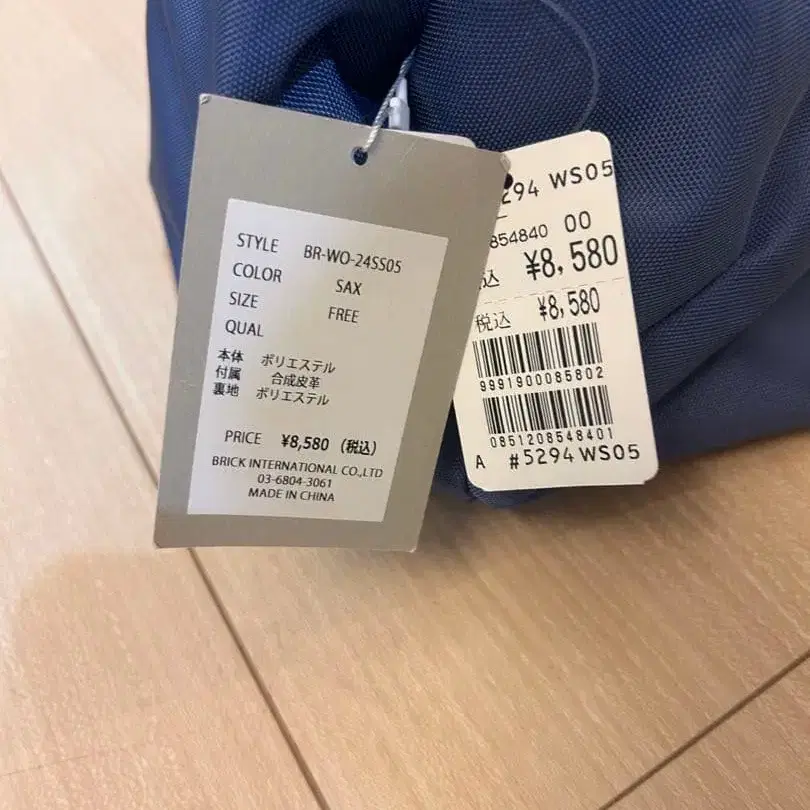 STYLE BR-WO-24SS05
COLOR SAX
SIZE FREE
QUAL
本体 ポリエステル
付属 合成皮革
裏地 ポリエステル
PRICE ¥8,580 (税込)
BRICK INTERNATIONAL CO.,LTD
03-6804-3061
MADE IN CHINA
5294 WS05
854840 00
込 ¥8,580
税込 ¥8,580
9991900085802
0851208548401
A #5294 WS05